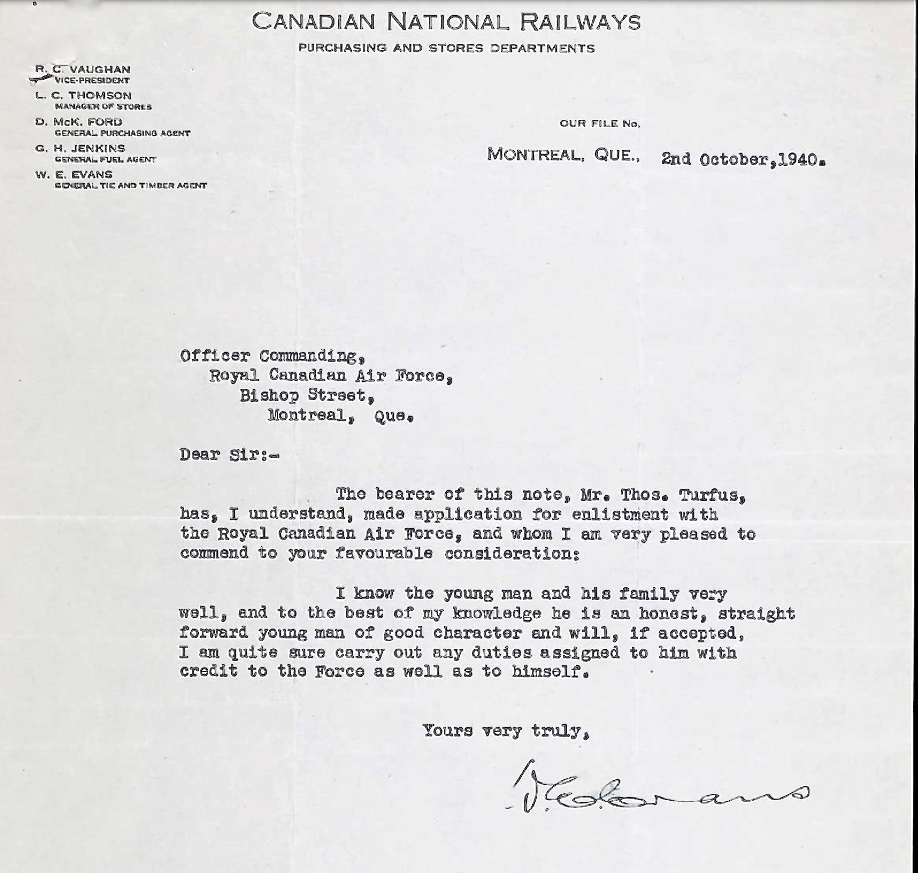 CANADIAN NATIONAL RAILWAYS
PURCHASING AND STORES DEPARTMENTS
R. C. VAUGHAN
VICE-PRESIDENT
L. C. THOMSON
MANAGER OF STORES
D. McK. FORD
GENERAL PURCHASING AGENT
G. H. JENKINS
GENERAL FUEL AGENT
W. E. EVANS
GENERAL TIE AND TIMBER AGENT
OUR FILE No.
MONTREAL, QUE., 2nd October,1940.
Officer Commanding,
Royal Canadian Air Force,
Bishop Street,
Montreal, Que.
Dear Sir:-
The bearer of this note, Mr. Thos. Turfus,
has, I understand, made application for enlistment with
the Royal Canadian Air Force, and whom I am very pleased to
commend to your favourable consideration:
I know the young man and his family very
well, and to the best of my knowledge he is an honest, straight
forward young man of good character and will, if accepted,
I am quite sure carry out any duties assigned to him with
credit to the Force as well as to himself.
Yours very truly,